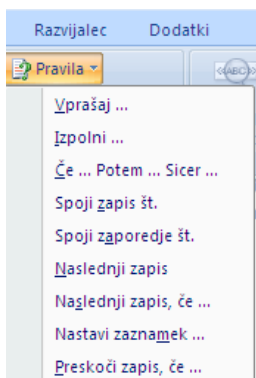 Razvijalec Dodatki
Pravila
«ABC»
Vprašaj ...
Izpolni ...
Če ... Potem ... Sicer ...
Spoji zapis št.
Spoji zaporedje št.
Naslednji zapis
Naslednji zapis, če ...
Nastavi zaznamek ...
Preskoči zapis, če ...